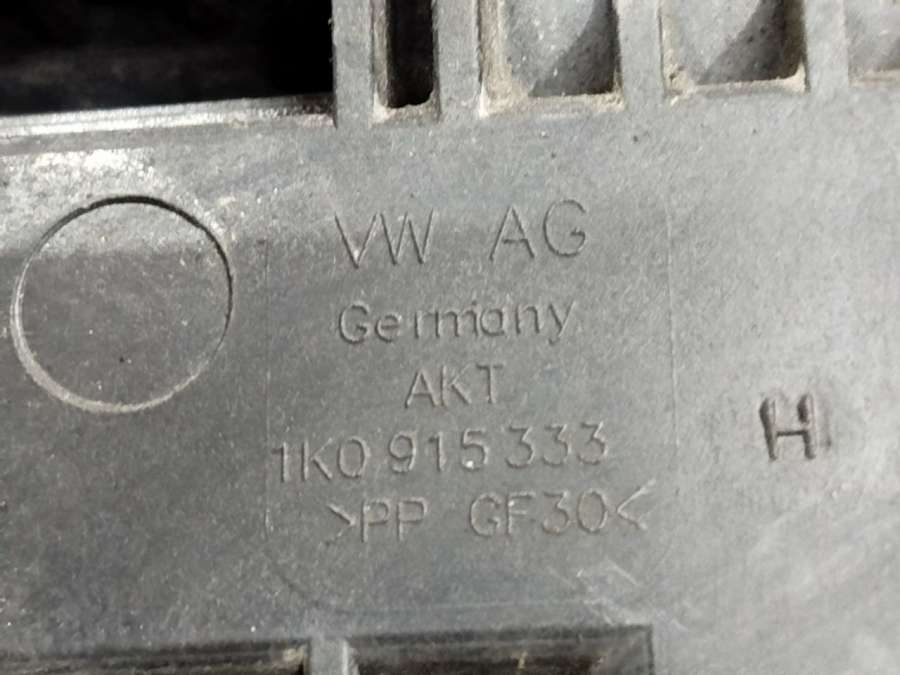 VW AG
Germany
AKT
1K0 915 333
>PP GF30<
H